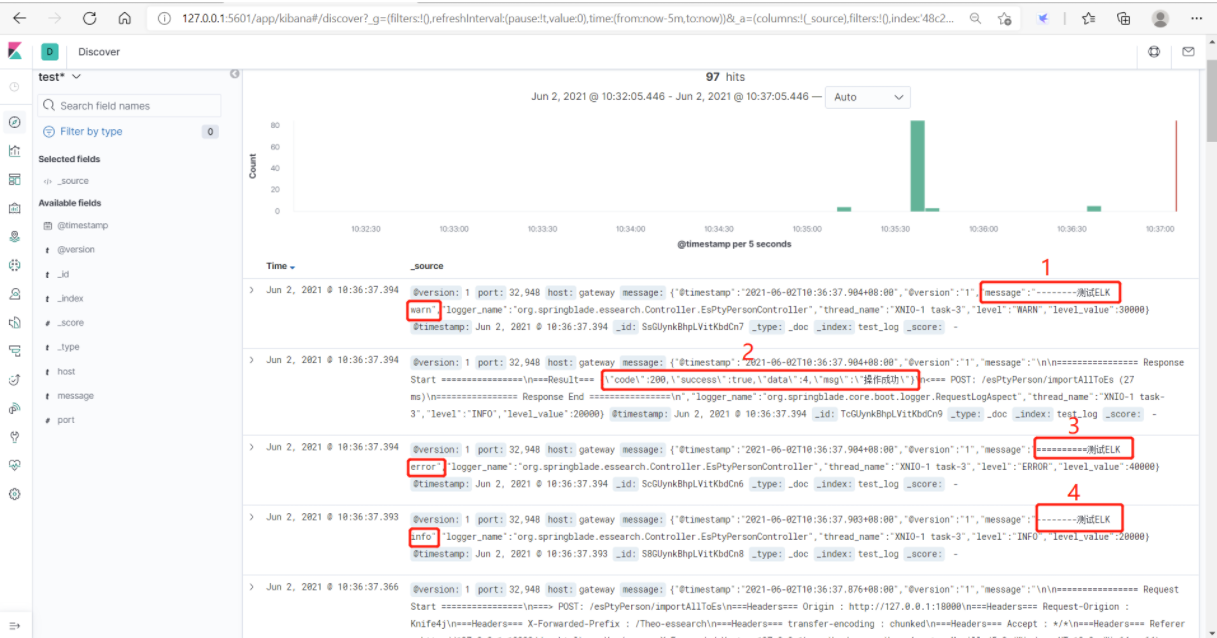 127.0.0.1:5601/app/kibana#/discover?_g=(filters:!(),refreshInterval:(pause:!t,value:0),time:(from:now-5m,to:now))&_a=(columns:!(_source),filters:!(),index:'48c2...
D Discover
test*
97 hits
Search field names
Jun 2, 2021 @ 10:32:05.446 - Jun 2, 2021 @ 10:37:05.446 — Auto
Filter by type 0
Selected fields
</> _source
Available fields
@timestamp
t @version
t _id
t _index
# _score
t _type
t host
t message
# port
Count
80
60
40
20
0
10:32:30 10:33:00 10:33:30 10:34:00 10:34:30 10:35:00 10:35:30 10:36:00 10:36:30 10:37:00
@timestamp per 5 seconds
Time _source
1
Jun 2, 2021 @ 10:36:37.394 @version: 1 port: 32,948 host: gateway message: {"@timestamp":"2021-06-02T10:36:37.904+08:00","@version":"1","message":"--------测试ELK
warn","logger_name":"org.springblade.essearch.Controller.EsPtyPersonController","thread_name":"XNIO-1 task-3","level":"WARN","level_value":30000}
@timestamp: Jun 2, 2021 @ 10:36:37.394 _id: SsGUynkBhpLVitKbdCn7 _type: _doc _index: test_log _score: -
2
Jun 2, 2021 @ 10:36:37.394 @version: 1 port: 32,948 host: gateway message: {"@timestamp":"2021-06-02T10:36:37.904+08:00","@version":"1","message":"\n\n================ Response
Start ================\n===Result=== {\"code\":200,\"success\":true,\"data\":4,\"msg\":\"操作成功\"}\n<=== POST: /esPtyPerson/importAllToEs (27
ms)\n================ Response End ================\n","logger_name":"org.springblade.core.boot.logger.RequestLogAspect","thread_name":"XNIO-1 task-
3","level":"INFO","level_value":20000} @timestamp: Jun 2, 2021 @ 10:36:37.394 _id: TcGUynkBhpLVitKbdCn9 _type: _doc _index: test_log _score: -
3
Jun 2, 2021 @ 10:36:37.394 @version: 1 port: 32,948 host: gateway message: {"@timestamp":"2021-06-02T10:36:37.904+08:00","@version":"1","message":"==========测试ELK
error","logger_name":"org.springblade.essearch.Controller.EsPtyPersonController","thread_name":"XNIO-1 task-3","level":"ERROR","level_value":40000}
@timestamp: Jun 2, 2021 @ 10:36:37.394 _id: ScGUynkBhpLVitKbdCn6 _type: _doc _index: test_log _score: -
4
Jun 2, 2021 @ 10:36:37.393 @version: 1 port: 32,948 host: gateway message: {"@timestamp":"2021-06-02T10:36:37.903+08:00","@version":"1","message":"--------测试ELK
info","logger_name":"org.springblade.essearch.Controller.EsPtyPersonController","thread_name":"XNIO-1 task-3","level":"INFO","level_value":20000}
@timestamp: Jun 2, 2021 @ 10:36:37.393 _id: S8GUynkBhpLVitKbdCn8 _type: _doc _index: test_log _score: -
Jun 2, 2021 @ 10:36:37.366 @version: 1 port: 32,948 host: gateway message: {"@timestamp":"2021-06-02T10:36:37.876+08:00","@version":"1","message":"\n\n================ Request
Start ================\n===> POST: /esPtyPerson/importAllToEs\n===Headers=== Origin : http://127.0.0.1:18000\n===Headers=== Request-Origion :
Knife4j\n===Headers=== X-Forwarded-Prefix : /Theo-essearch\n===Headers=== transfer-encoding : chunked\n===Headers=== Accept : */*\n===Headers=== Referer